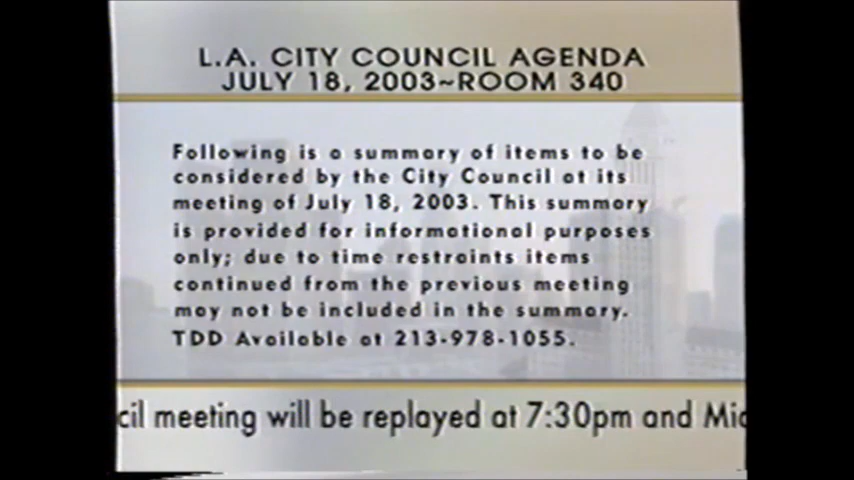 L.A. CITY COUNCIL AGENDA
JULY 18, 2003~ROOM 340
Following is a summary of items to be
considered by the City Council at its
meeting of July 18, 2003. This summary
is provided for informational purposes
only; due to time restraints items
continued from the previous meeting
may not be included in the summary.
TDD Available at 213-978-1055.
cil meeting will be replayed at 7:30pm and Mid